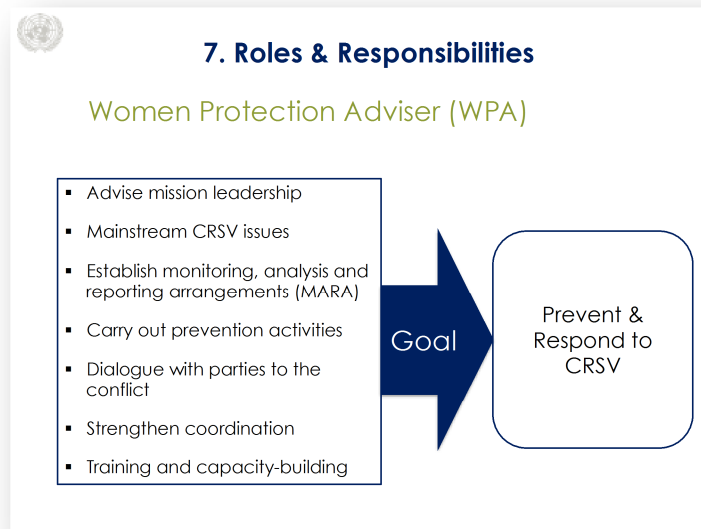 7. Roles & Responsibilities
Women Protection Adviser (WPA)
▪ Advise mission leadership
▪ Mainstream CRSV issues
▪ Establish monitoring, analysis and
reporting arrangements (MARA)
▪ Carry out prevention activities
▪ Dialogue with parties to the
conflict
▪ Strengthen coordination
▪ Training and capacity-building
Goal
Prevent &
Respond to
CRSV